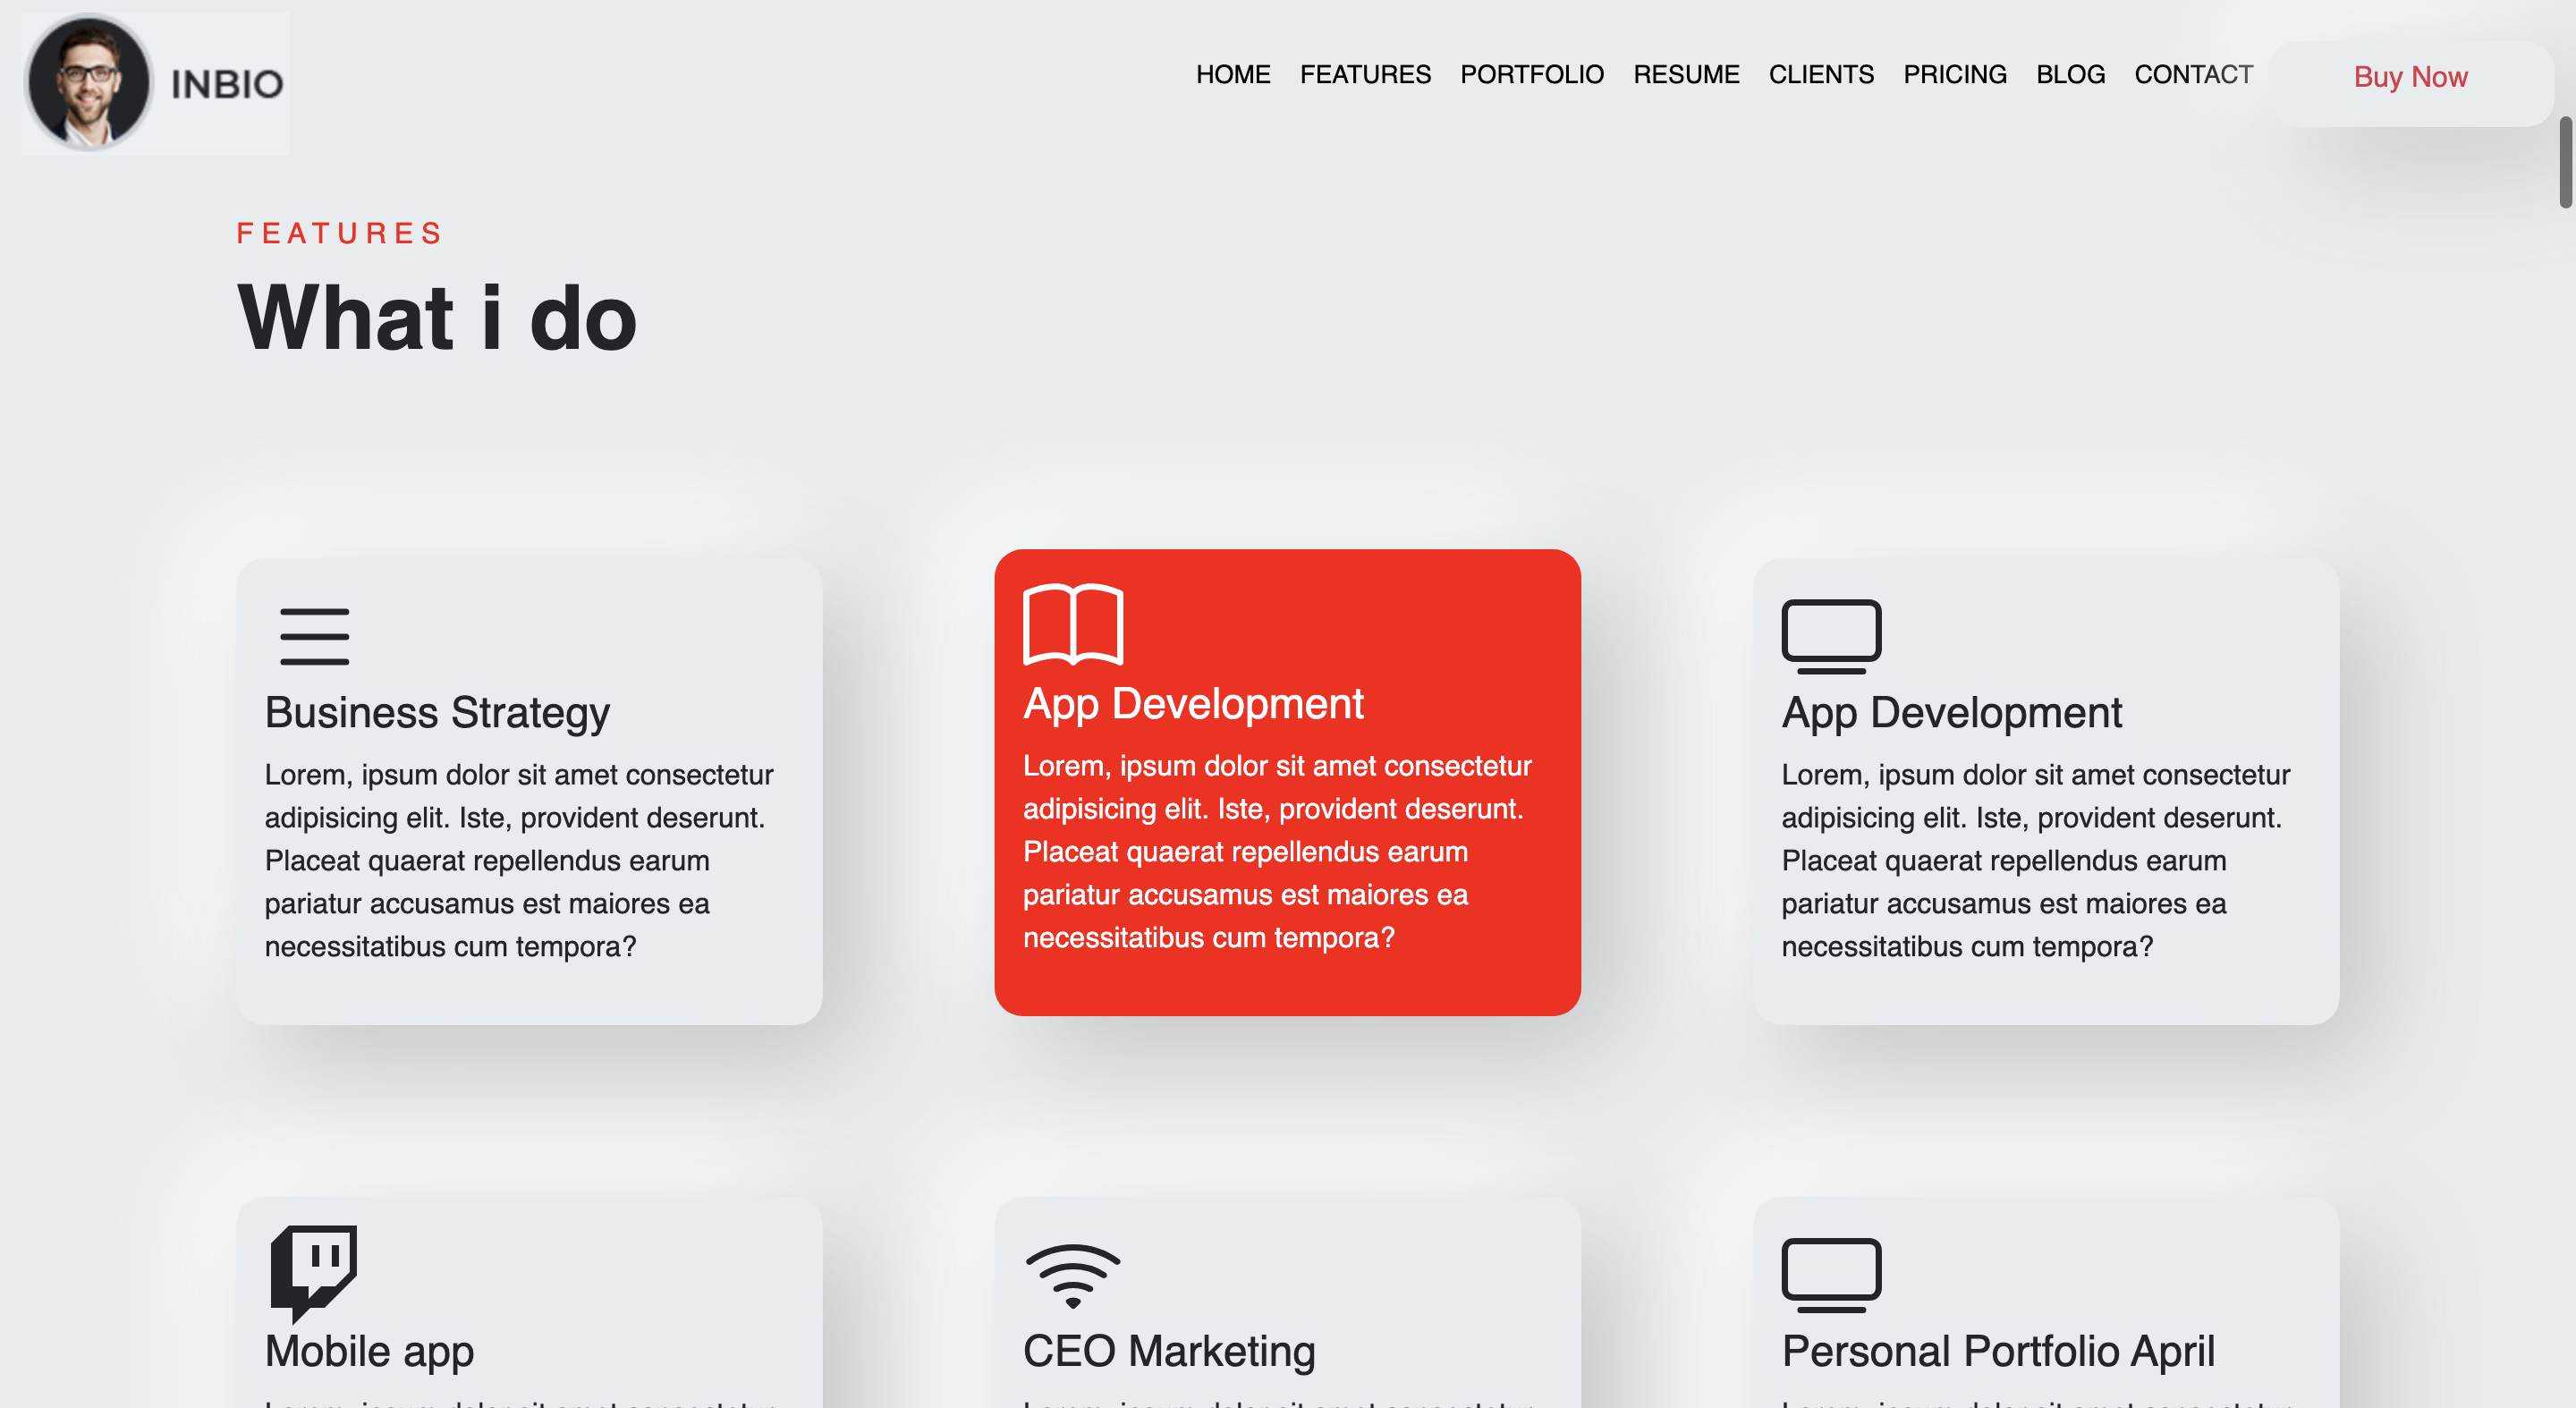 INBIO
HOME FEATURES PORTFOLIO RESUME CLIENTS PRICING BLOG CONTACT Buy Now
FEATURES
What i do
Business Strategy
Lorem, ipsum dolor sit amet consectetur
adipisicing elit. Iste, provident deserunt.
Placeat quaerat repellendus earum
pariatur accusamus est maiores ea
necessitatibus cum tempora?
App Development
Lorem, ipsum dolor sit amet consectetur
adipisicing elit. Iste, provident deserunt.
Placeat quaerat repellendus earum
pariatur accusamus est maiores ea
necessitatibus cum tempora?
App Development
Lorem, ipsum dolor sit amet consectetur
adipisicing elit. Iste, provident deserunt.
Placeat quaerat repellendus earum
pariatur accusamus est maiores ea
necessitatibus cum tempora?
Mobile app
CEO Marketing
Personal Portfolio April